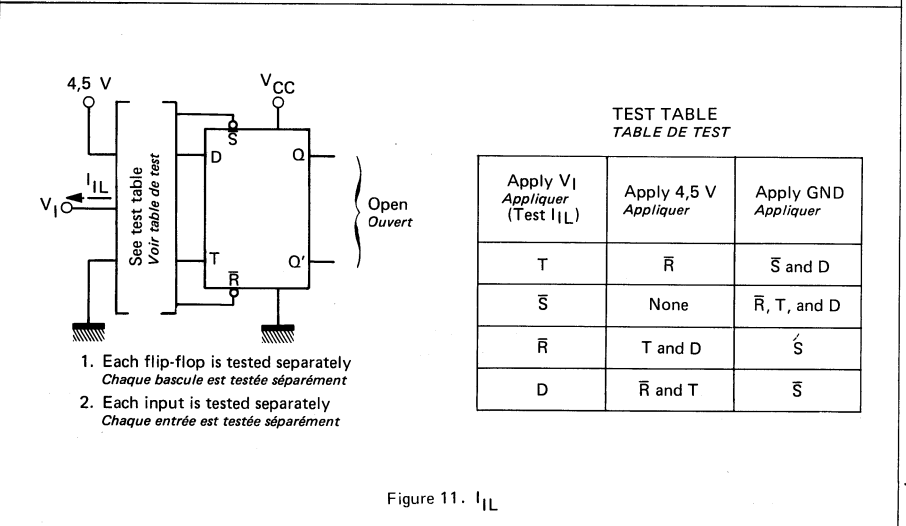 4,5 V
V_CC
S̅
D
Q
I_IL
V_I
See test table
Voir table de test
Open
Ouvert
T
Q'
R̅
1. Each flip-flop is tested separately
Chaque bascule est testée séparément
2. Each input is tested separately
Chaque entrée est testée séparément
TEST TABLE
TABLE DE TEST
Apply V_I
Appliquer
(Test I_IL)
Apply 4,5 V
Appliquer
Apply GND
Appliquer
T
R̅
S̅ and D
S̅
None
R̅, T, and D
R̅
T and D
S̅
D
R̅ and T
S̅
Figure 11. I_IL